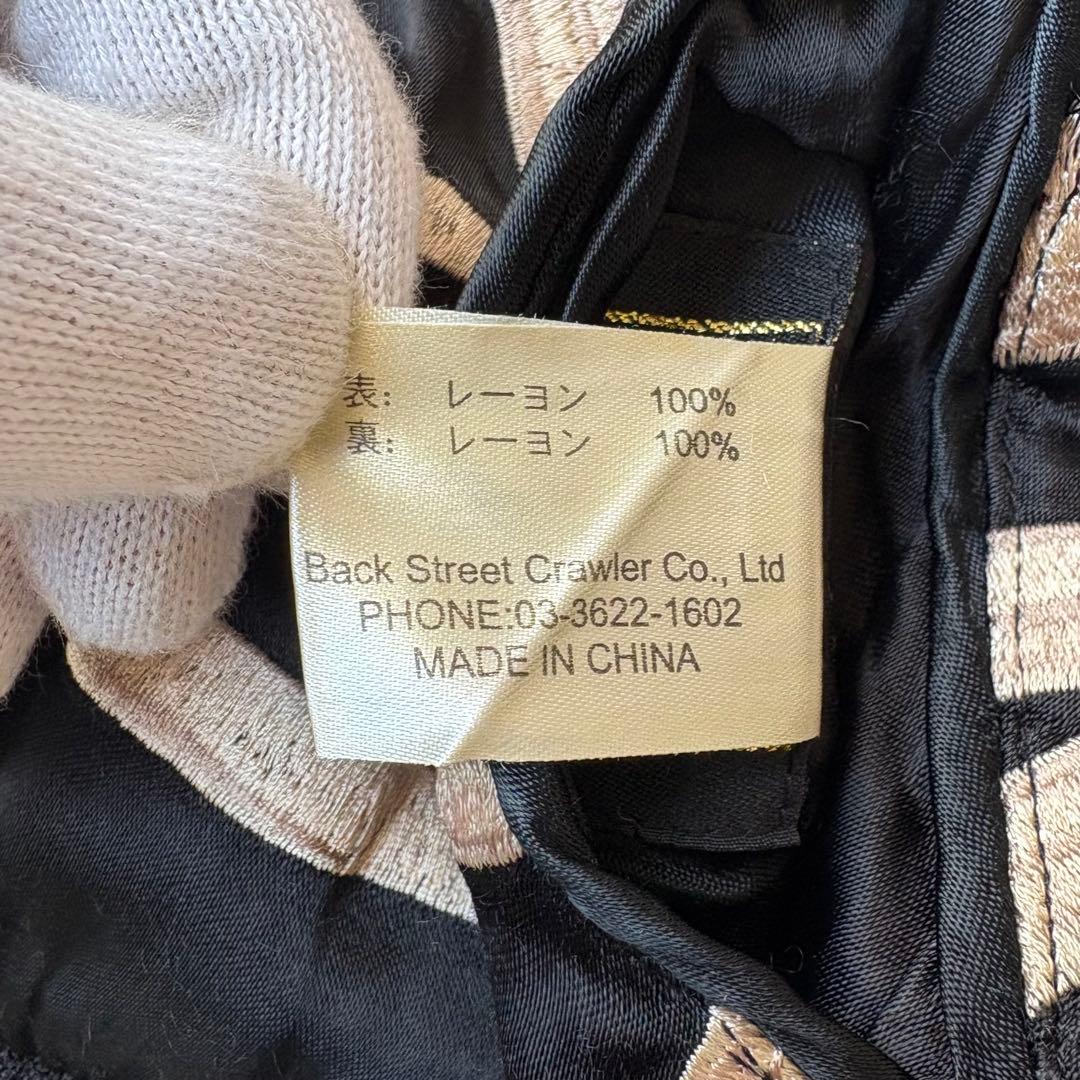 表: レーヨン 100%
裏: レーヨン 100%
Back Street Crawler Co., Ltd
PHONE:03-3622-1602
MADE IN CHINA